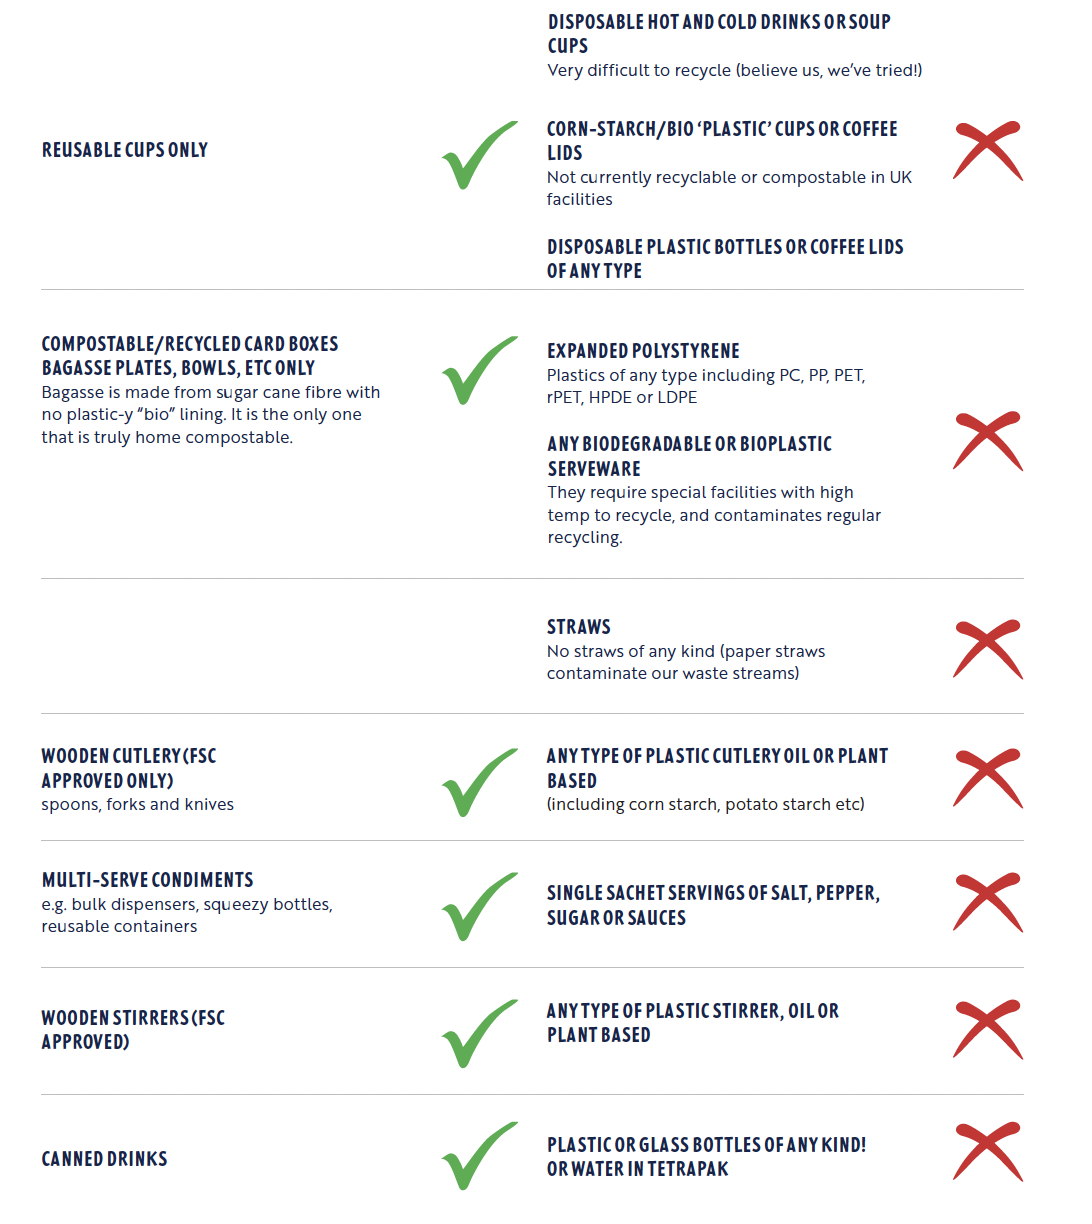 DISPOSABLE HOT AND COLD DRINKS OR SOUP
CUPS
Very difficult to recycle (believe us, we’ve tried!)
REUSABLE CUPS ONLY
CORN-STARCH/BIO ‘PLASTIC’ CUPS OR COFFEE
LIDS
Not currently recyclable or compostable in UK
facilities
DISPOSABLE PLASTIC BOTTLES OR COFFEE LIDS
OF ANY TYPE
COMPOSTABLE/RECYCLED CARD BOXES
BAGASSE PLATES, BOWLS, ETC ONLY
Bagasse is made from sugar cane fibre with
no plastic-y “bio” lining. It is the only one
that is truly home compostable.
EXPANDED POLYSTYRENE
Plastics of any type including PC, PP, PET,
rPET, HPDE or LDPE
ANY BIODEGRADABLE OR BIOPLASTIC
SERVEWARE
They require special facilities with high
temp to recycle, and contaminates regular
recycling.
STRAWS
No straws of any kind (paper straws
contaminate our waste streams)
WOODEN CUTLERY (FSC
APPROVED ONLY)
spoons, forks and knives
ANY TYPE OF PLASTIC CUTLERY OIL OR PLANT
BASED
(including corn starch, potato starch etc)
MULTI-SERVE CONDIMENTS
e.g. bulk dispensers, squeezy bottles,
reusable containers
SINGLE SACHET SERVINGS OF SALT, PEPPER,
SUGAR OR SAUCES
WOODEN STIRRERS (FSC
APPROVED)
ANY TYPE OF PLASTIC STIRRER, OIL OR
PLANT BASED
CANNED DRINKS
PLASTIC OR GLASS BOTTLES OF ANY KIND!
OR WATER IN TETRAPAK